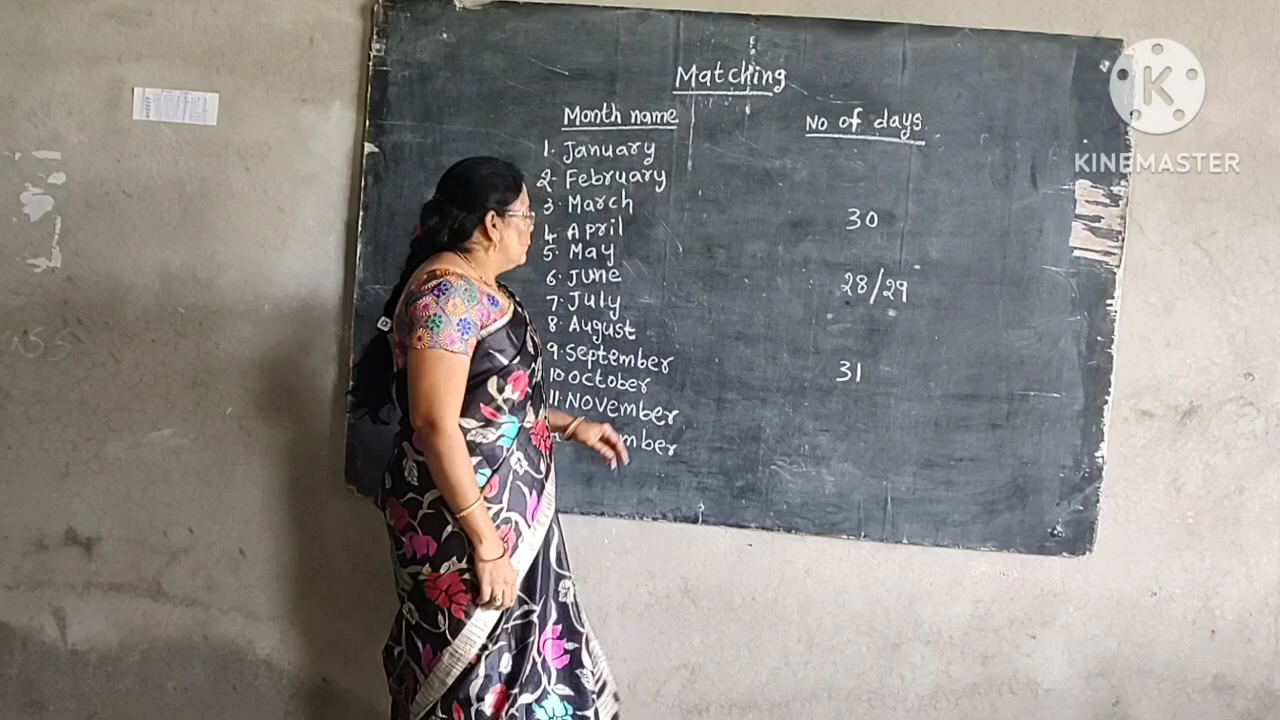 Matching
Month name
No of days
1. January
2. February
3. March
4. April
5. May
6. June
7. July
8. August
9. September
10 October
11. November
mber
30
28/29
31
K
KINEMASTER